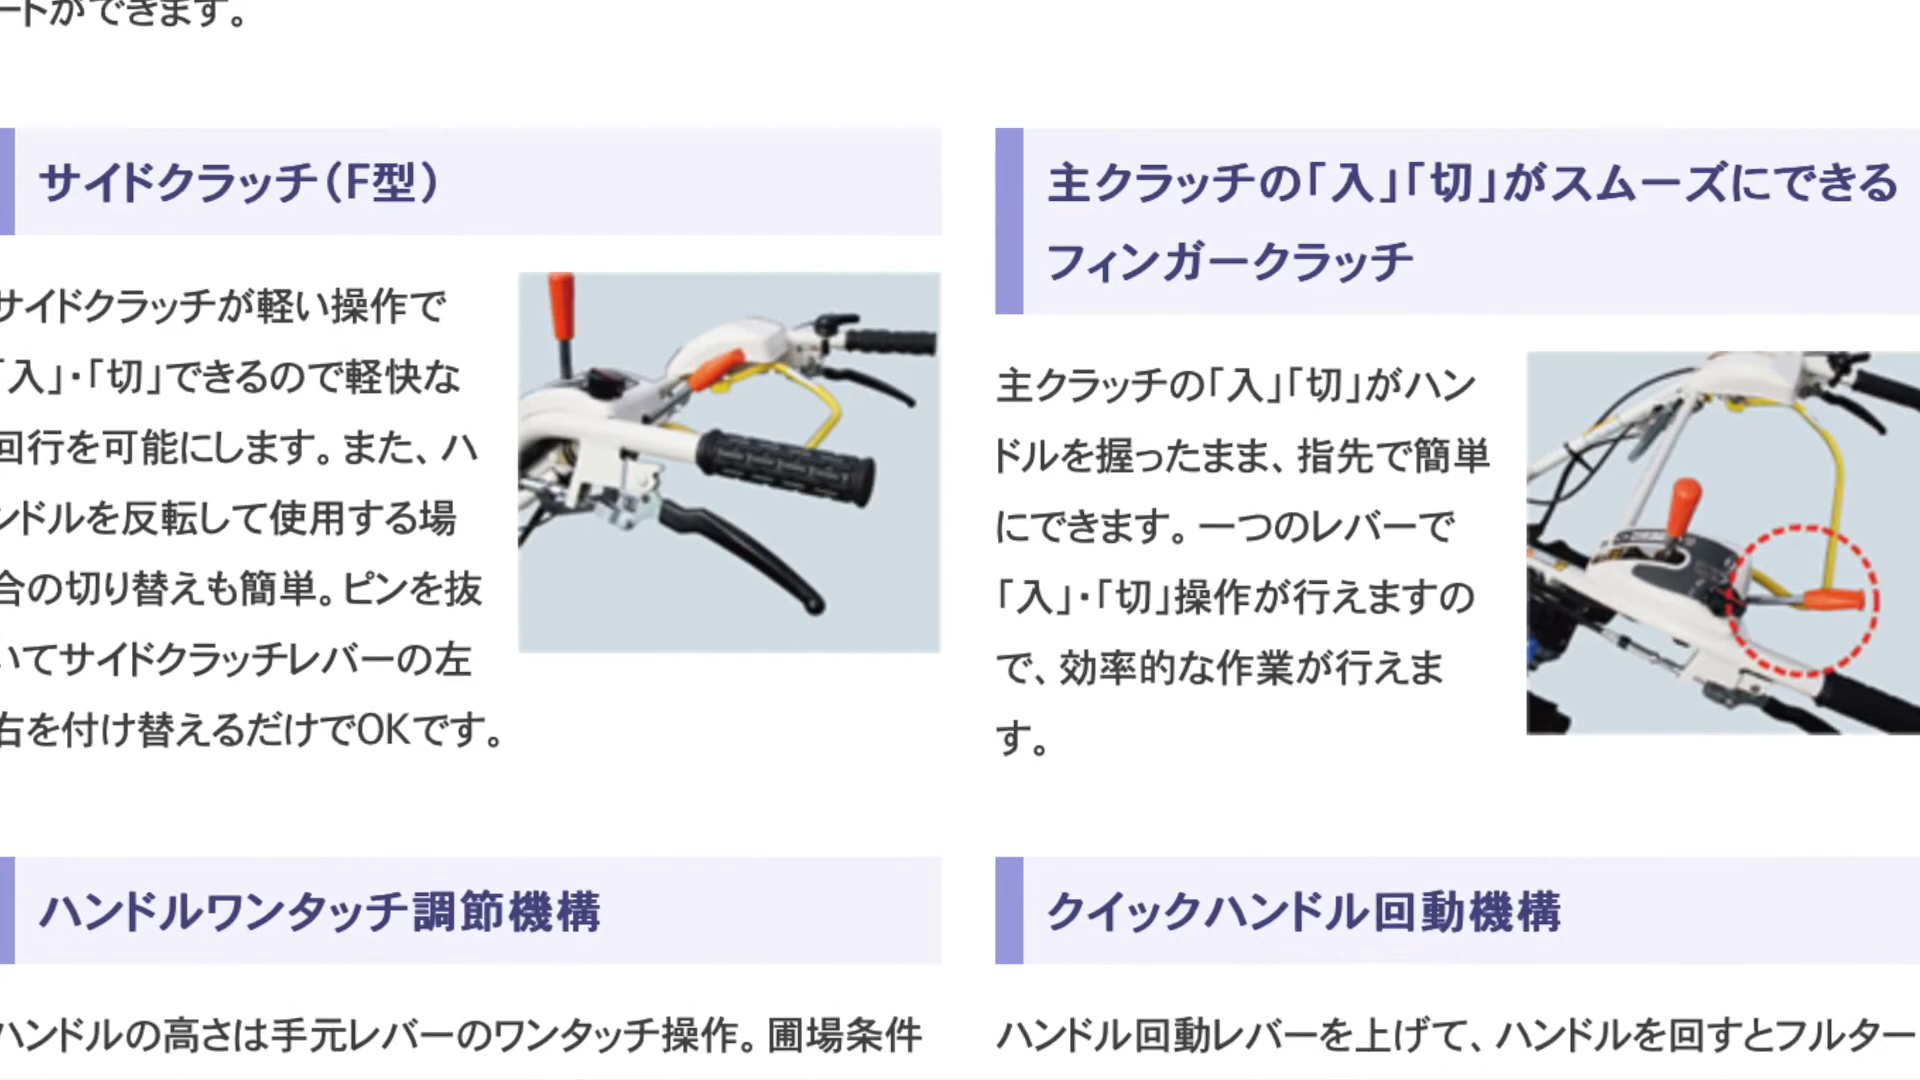 ートができます。
サイドクラッチ(F型)
サイドクラッチが軽い操作で
「入」・「切」できるので軽快な
回行を可能にします。また、ハ
ンドルを反転して使用する場
合の切り替えも簡単。ピンを抜
いてサイドクラッチレバーの左
右を付け替えるだけでOKです。
主クラッチの「入」「切」がスムーズにできる
フィンガークラッチ
主クラッチの「入」「切」がハン
ドルを握ったまま、指先で簡単
にできます。一つのレバーで
「入」・「切」操作が行えますの
で、効率的な作業が行えま
す。
ハンドルワンタッチ調節機構
ハンドルの高さは手元レバーのワンタッチ操作。圃場条件
クイックハンドル回動機構
ハンドル回動レバーを上げて、ハンドルを回すとフルター